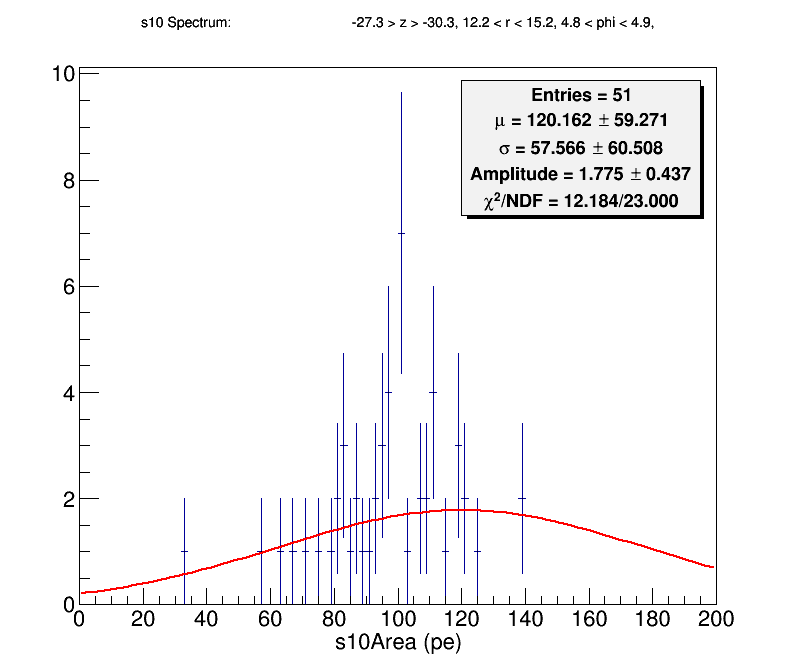 s10 Spectrum: -27.3 > z > -30.3, 12.2 < r < 15.2, 4.8 < phi < 4.9,
Entries = 51
μ = 120.162 ± 59.271
σ = 57.566 ± 60.508
Amplitude = 1.775 ± 0.437
χ²/NDF = 12.184/23.000
10
8
6
4
2
0
0 20 40 60 80 100 120 140 160 180 200
s10Area (pe)